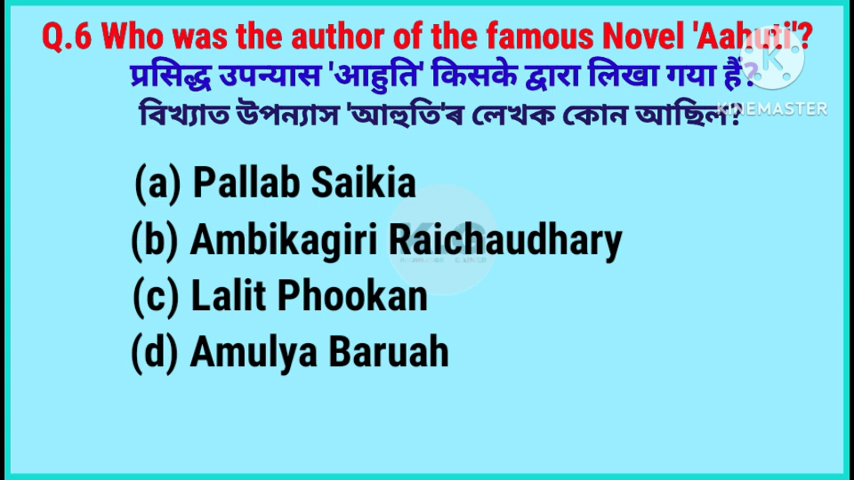 Q.6 Who was the author of the famous Novel 'Aahuti'?
प्रसिद्ध उपन्यास 'आहुति' किसके द्वारा लिखा गया हैं?
বিখ্যাত উপন্যাস 'আহুতি'ৰ লেখক কোন আছিল?
KINEMASTER
(a) Pallab Saikia
(b) Ambikagiri Raichaudhary
(c) Lalit Phookan
(d) Amulya Baruah